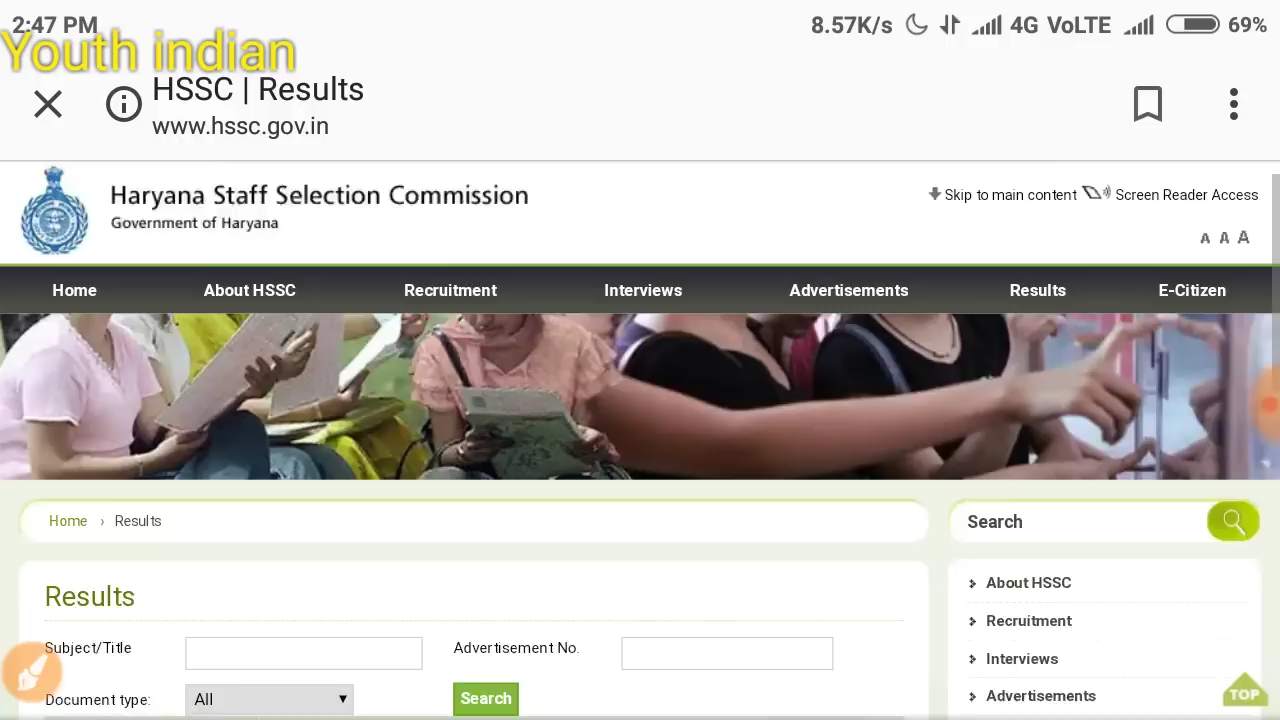 2:47 PM
8.57K/s 4G VoLTE 69%
Youth indian
HSSC | Results
www.hssc.gov.in
Haryana Staff Selection Commission
Government of Haryana
Skip to main content Screen Reader Access
A A A
Home About HSSC Recruitment Interviews Advertisements Results E-Citizen
Home › Results
Search
Results
Subject/Title
Advertisement No.
Document type: All
Search
About HSSC
Recruitment
Interviews
Advertisements
TOP